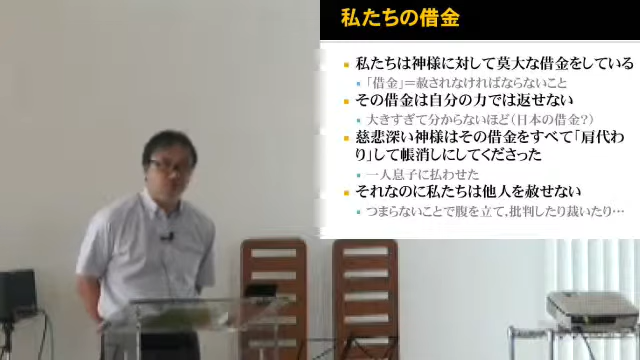 私たちの借金
私たちは神様に対して莫大な借金をしている
「借金」＝赦されなければならないこと
その借金は自分の力では返せない
大きすぎて分からないほど（日本の借金？）
慈悲深い神様はその借金をすべて「肩代わ
り」して帳消しにしてくださった
一人息子に払わせた
それなのに私たちは他人を赦せない
つまらないことで腹を立て,批判したり裁いたり…